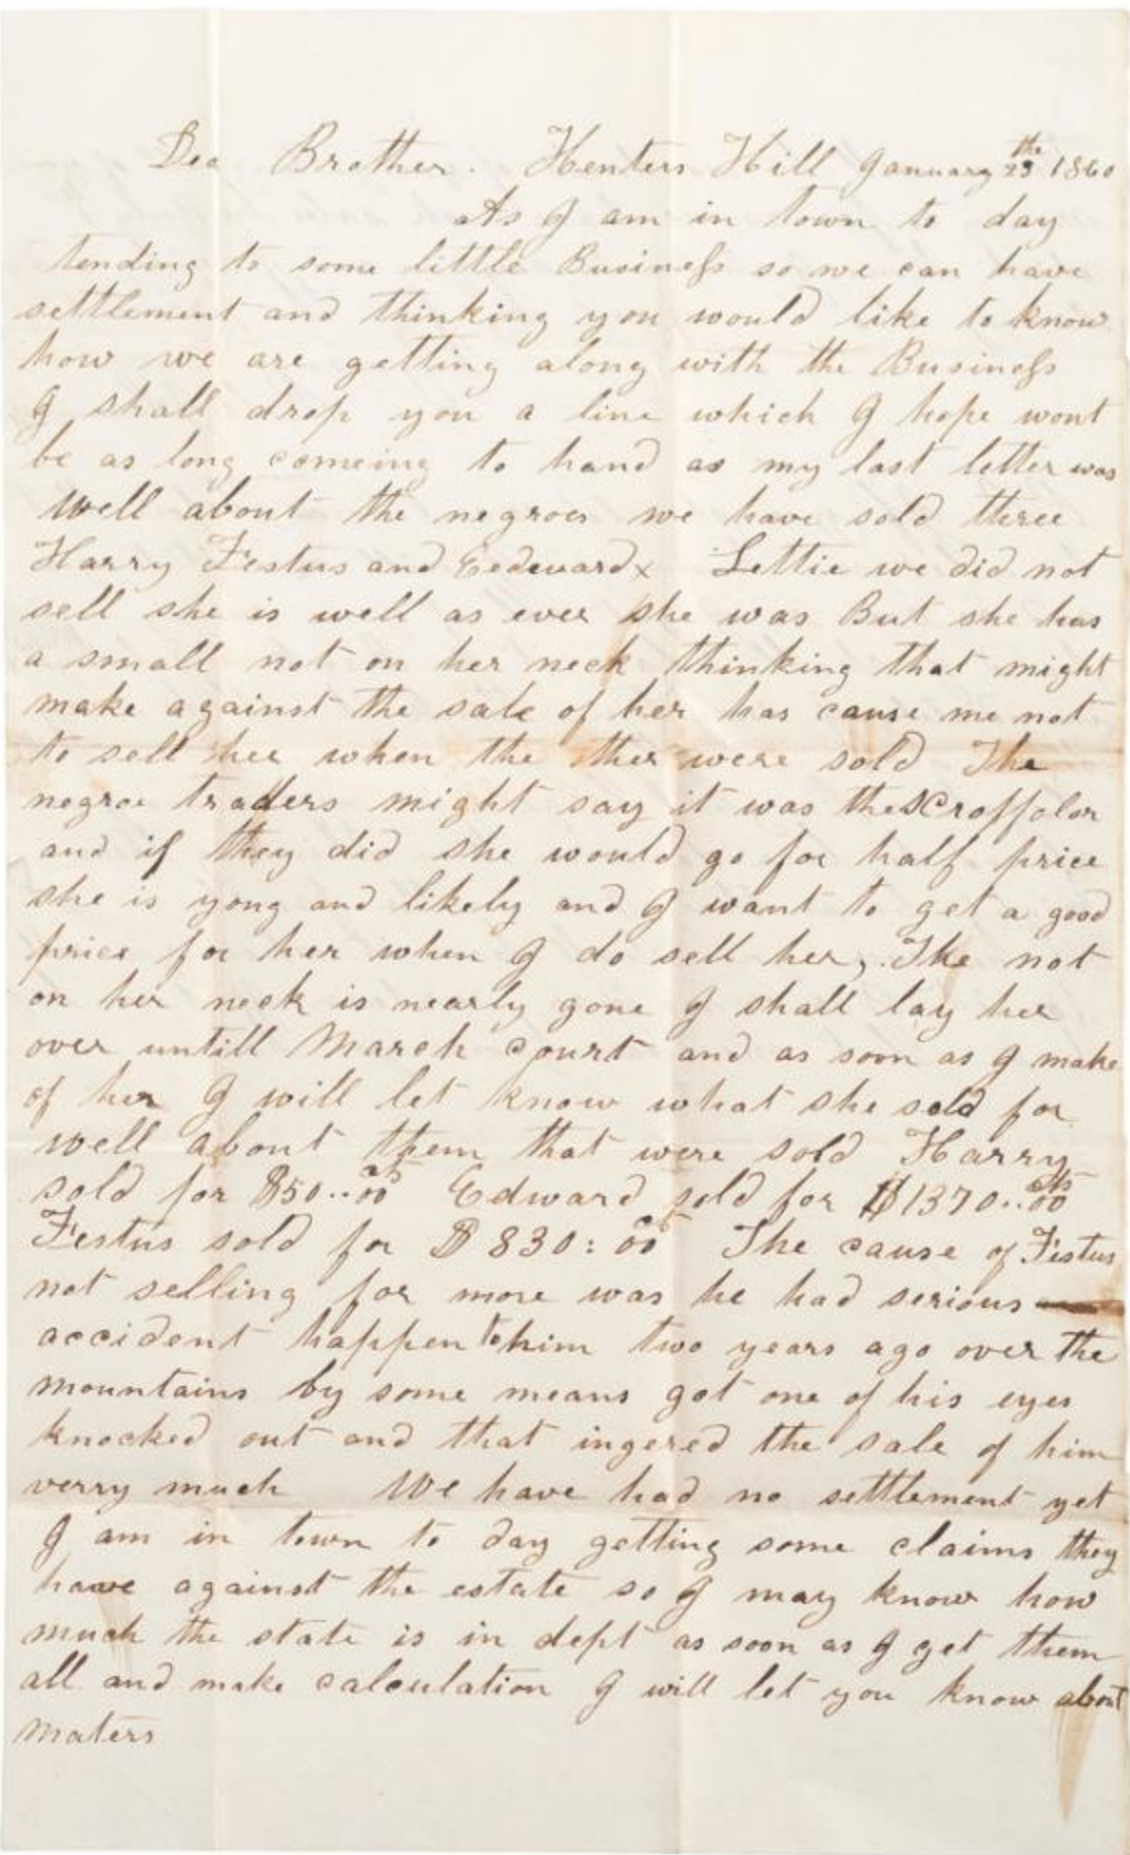 Dea Brother. Henters Hill January 23th 1860
As I am in town to day
tending to some little Business so we can have
settlement and thinking you would like to know
how we are getting along with the Business
I shall drop you a line which I hope wont
be as long comeing to hand as my last letter was
Well about the negroes we have sold three
Harry Festus and Eedeward x Lettie we did not
sell she is well as ever she was But she has
a small not on her neck thinking that might
make against the sale of her has cause me not
to sell her when the ther were sold The
negroe traders might say it was the scroffolor
and if they did she would go for half price
she is yong and likely and I want to get a good
price for her when I do sell her, The not
on her neck is nearly gone I shall lay her
over untill March court and as soon as I make
of her I will let know what she sold for
well about them that were sold Harry
sold for $50..00cts Edward sold for $1370..00cts
Festus sold for $830:00cts The cause of Festus
not selling for more was he had serious
accident happen to him two years ago over the
mountains by some means got one of his eyes
knocked out and that ingered the sale of him
verry much We have had no settlement yet
I am in town to day getting some claims they
have against the estate so I may know how
much the state is in dept as soon as I get them
all and make calculation I will let you know about
maters